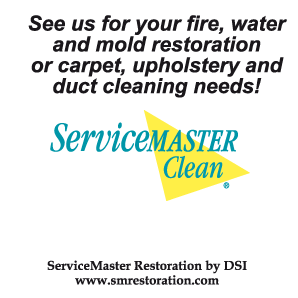 See us for your fire, water
and mold restoration
or carpet, upholstery and
duct cleaning needs!
ServiceMASTER
Clean®
ServiceMaster Restoration by DSI
www.smrestoration.com